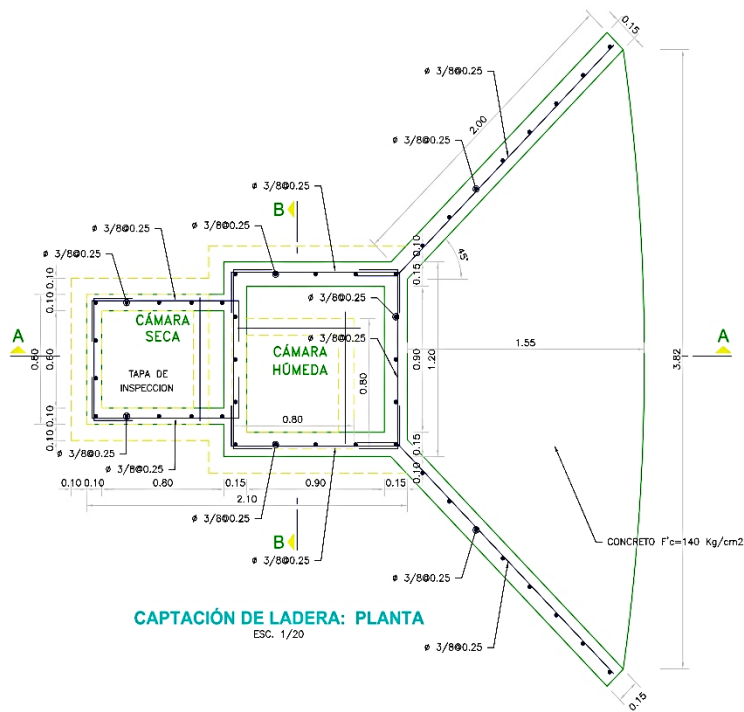 0.15
ø 3/8@0.25
2.00
ø 3/8@0.25
ø 3/8@0.25
B
ø 3/8@0.25
ø 3/8@0.25
0.10
45°
ø 3/8@0.25
0.15
0.10
0.10
CÁMARA
SECA
ø 3/8@0.25
A
A
0.80
0.60
CÁMARA
HÚMEDA
0.90
1.20
1.55
3.82
TAPA DE
INSPECCION
0.80
0.80
0.10
0.10
0.15
0.10
ø 3/8@0.25
ø 3/8@0.25
0.10
0.10
0.80
0.15
0.90
0.15
2.10
ø 3/8@0.25
B
CONCRETO F'c=140 Kg/cm2
ø 3/8@0.25
ø 3/8@0.25
CAPTACIÓN DE LADERA: PLANTA
ESC. 1/20
ø 3/8@0.25
0.15